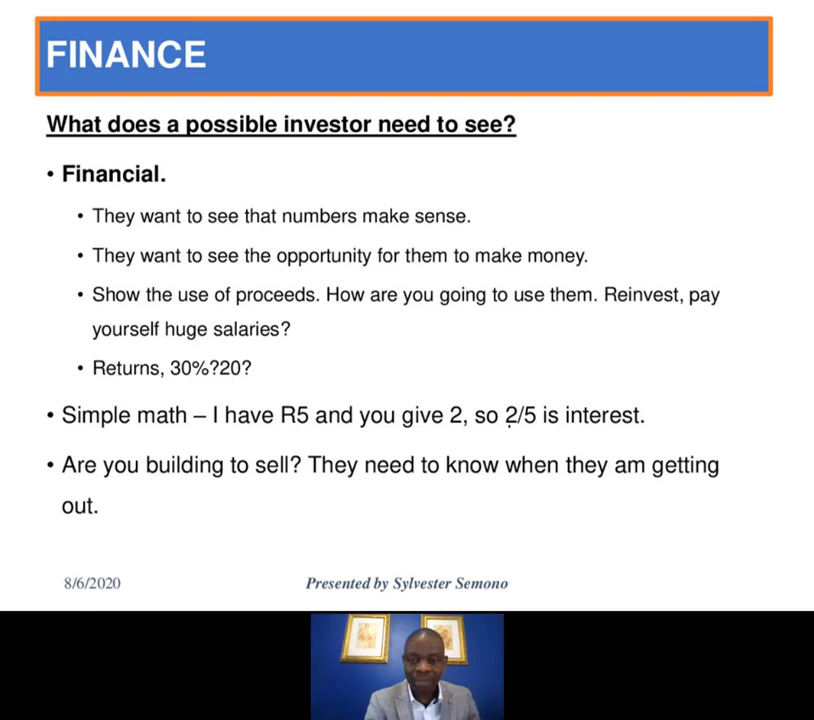 FINANCE
What does a possible investor need to see?
• Financial.
• They want to see that numbers make sense.
• They want to see the opportunity for them to make money.
• Show the use of proceeds. How are you going to use them. Reinvest, pay
yourself huge salaries?
• Returns, 30%?20?
• Simple math – I have R5 and you give 2, so 2/5 is interest.
• Are you building to sell? They need to know when they am getting
out.
8/6/2020
Presented by Sylvester Semono